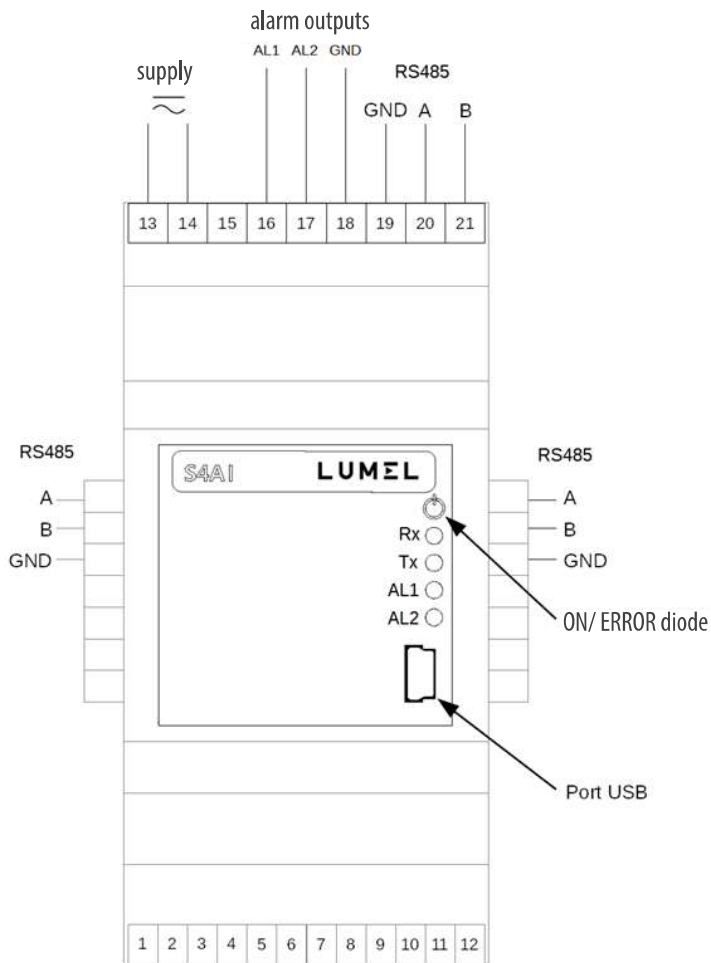 alarm outputs
AL1 AL2 GND
supply
RS485
GND A B
13 14 15 16 17 18 19 20 21
RS485
RS485
S4AI LUMEL
A
A
B
Rx
B
GND
Tx
GND
AL1
AL2
ON/ ERROR diode
Port USB
1 2 3 4 5 6 7 8 9 10 11 12